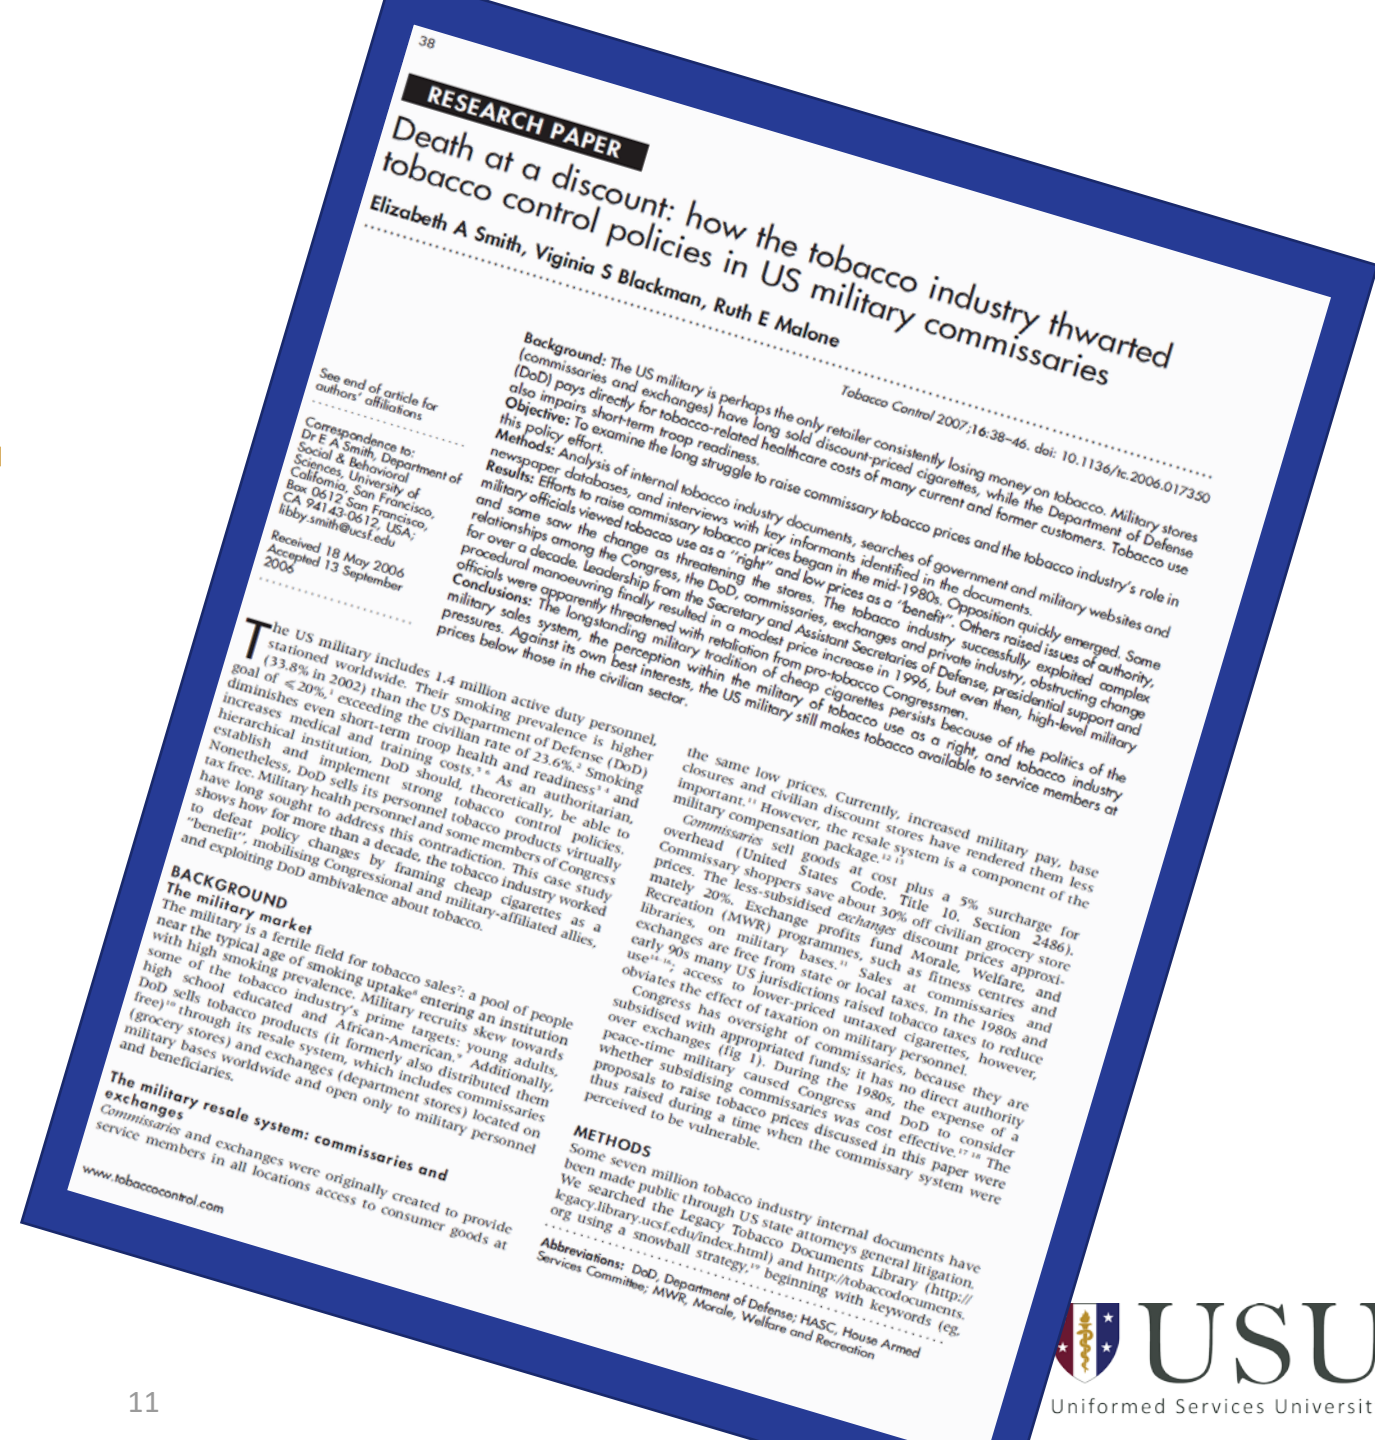 38
RESEARCH PAPER
Death at a discount: how the tobacco industry thwarted
tobacco control policies in US military commissaries
Elizabeth A Smith, Viginia S Blackman, Ruth E Malone
Tobacco Control 2007;16:38–46. doi: 10.1136/tc.2006.017350
See end of article for
authors' affiliations
Correspondence to:
Dr E A Smith, Department of
Social & Behavioral
Sciences, University of
California, San Francisco,
Box 0612 San Francisco,
CA 94143-0612, USA;
libby.smith@ucsf.edu
Received 18 May 2006
Accepted 13 September
2006
Background: The US military is perhaps the only retailer consistently losing money on tobacco. Military stores
(commissaries and exchanges) have long sold discount-priced cigarettes, while the Department of Defense
(DoD) pays directly for tobacco-related healthcare costs of many current and former customers. Tobacco use
also impairs short-term troop readiness.
Objective: To examine the long struggle to raise commissary tobacco prices and the tobacco industry's role in
this policy effort.
Methods: Analysis of internal tobacco industry documents, searches of government and military websites and
newspaper databases, and interviews with key informants identified in the documents.
Results: Efforts to raise commissary tobacco prices began in the mid-1980s. Opposition quickly emerged. Some
military officials viewed tobacco use as a "right" and low prices as a "benefit". Others raised issues of authority,
and some saw the change as threatening the stores. The tobacco industry successfully exploited complex
relationships among the Congress, the DoD, commissaries, exchanges and private industry, obstructing change
for over a decade. Leadership from the Secretary and Assistant Secretaries of Defense, presidential support and
procedural manoeuvring finally resulted in a modest price increase in 1996, but even then, high-level military
officials were apparently threatened with retaliation from pro-tobacco Congressmen.
Conclusions: The longstanding military tradition of cheap cigarettes persists because of the politics of the
military sales system, the perception within the military of tobacco use as a right, and tobacco industry
pressures. Against its own best interests, the US military still makes tobacco available to service members at
prices below those in the civilian sector.
The US military includes 1.4 million active duty personnel,
stationed worldwide. Their smoking prevalence is higher
(33.8% in 2002) than the US Department of Defense (DoD)
goal of ⩽20%,¹ exceeding the civilian rate of 23.6%.² Smoking
diminishes even short-term troop health and readiness³ ⁴ and
increases medical and training costs.⁵ ⁶ As an authoritarian,
hierarchical institution, DoD should, theoretically, be able to
establish and implement strong tobacco control policies.
Nonetheless, DoD sells its personnel tobacco products virtually
tax free. Military health personnel and some members of Congress
have long sought to address this contradiction. This case study
shows how for more than a decade, the tobacco industry worked
to defeat policy changes by framing cheap cigarettes as a
"benefit", mobilising Congressional and military-affiliated allies,
and exploiting DoD ambivalence about tobacco.
BACKGROUND
The military market
The military is a fertile field for tobacco sales⁷: a pool of people
near the typical age of smoking uptake⁸ entering an institution
with high smoking prevalence. Military recruits skew towards
some of the tobacco industry's prime targets: young adults,
high school educated and African-American.⁹ Additionally,
DoD sells tobacco products (it formerly also distributed them
free)¹⁰ through its resale system, which includes commissaries
(grocery stores) and exchanges (department stores) located on
military bases worldwide and open only to military personnel
and beneficiaries.
The military resale system: commissaries and
exchanges
Commissaries and exchanges were originally created to provide
service members in all locations access to consumer goods at
the same low prices. Currently, increased military pay, base
closures and civilian discount stores have rendered them less
important.¹¹ However, the resale system is a component of the
military compensation package.¹² ¹³
Commissaries sell goods at cost plus a 5% surcharge for
overhead (United States Code, Title 10, Section 2486).
Commissary shoppers save about 30% off civilian grocery store
prices. The less-subsidised exchanges discount prices approxi-
mately 20%. Exchange profits fund Morale, Welfare, and
Recreation (MWR) programmes, such as fitness centres and
libraries, on military bases.¹¹ Sales at commissaries and
exchanges are free from state or local taxes. In the 1980s and
early 90s many US jurisdictions raised tobacco taxes to reduce
use¹⁴⁻¹⁶; access to lower-priced untaxed cigarettes, however,
obviates the effect of taxation on military personnel.
Congress has oversight of commissaries, because they are
subsidised with appropriated funds; it has no direct authority
over exchanges (fig 1). During the 1980s, the expense of a
peace-time military caused Congress and DoD to consider
whether subsidising commissaries was cost effective.¹⁷ ¹⁸ The
proposals to raise tobacco prices discussed in this paper were
thus raised during a time when the commissary system were
perceived to be vulnerable.
METHODS
Some seven million tobacco industry internal documents have
been made public through US state attorneys general litigation.
We searched the Legacy Tobacco Documents Library (http://
legacy.library.ucsf.edu/index.html) and http://tobaccodocuments.
org using a snowball strategy,¹⁹ beginning with keywords (eg,
Abbreviations: DoD, Department of Defense; HASC, House Armed
Services Committee; MWR, Morale, Welfare and Recreation
www.tobaccocontrol.com
11
USU
Uniformed Services Universit